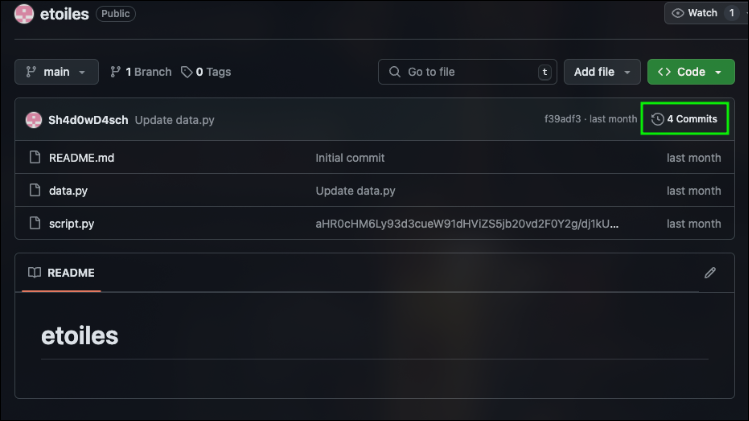 etoiles Public Watch 1
main 1 Branch 0 Tags Go to file t Add file Code
Sh4d0wD4sch Update data.py f39adf3 · last month 4 Commits
README.md Initial commit last month
data.py Update data.py last month
script.py aHR0cHM6Ly93d3cueW91dHViZS5jb20vd2F0Y2g/dj1kU... last month
README
etoiles